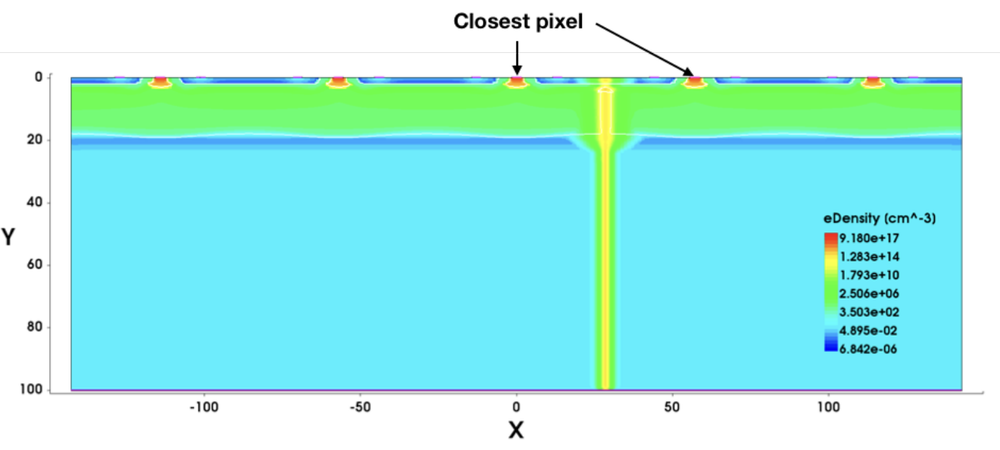 Closest pixel
0
20
40
60
80
100
Y
-100
-50
0
50
100
X
eDensity (cm^-3)
9.180e+17
1.283e+14
1.793e+10
2.506e+06
3.503e+02
4.895e-02
6.842e-06